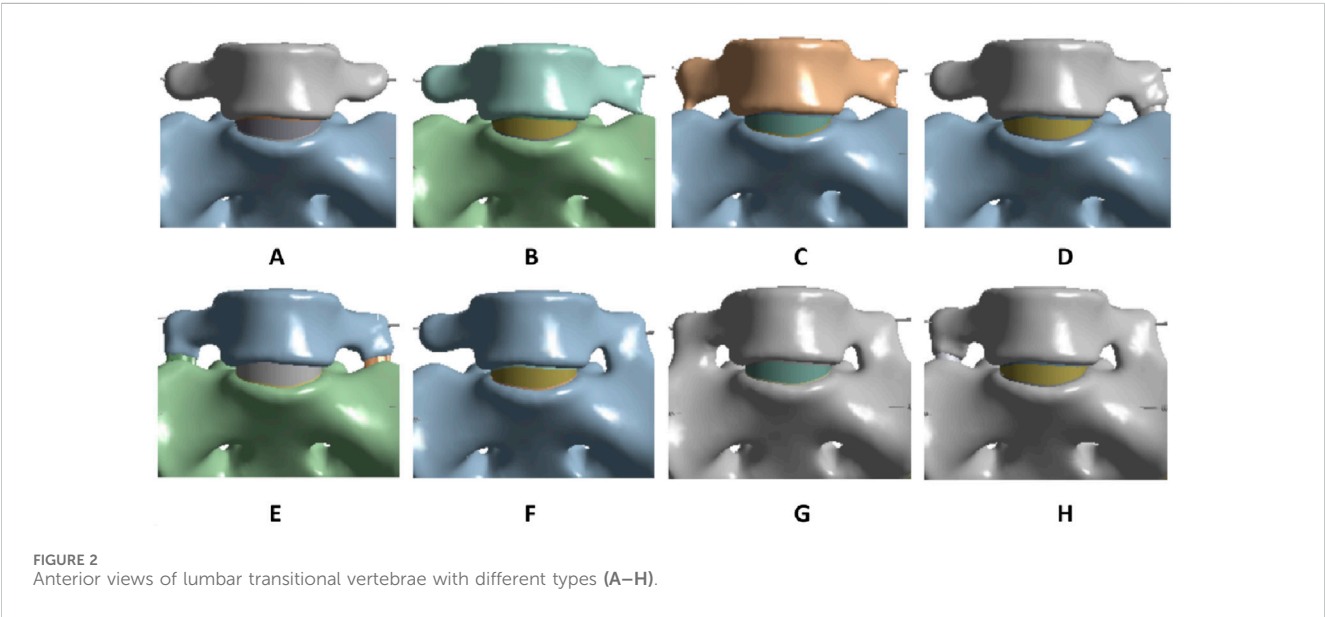 A B C D
E F G H
FIGURE 2
Anterior views of lumbar transitional vertebrae with different types (A–H).